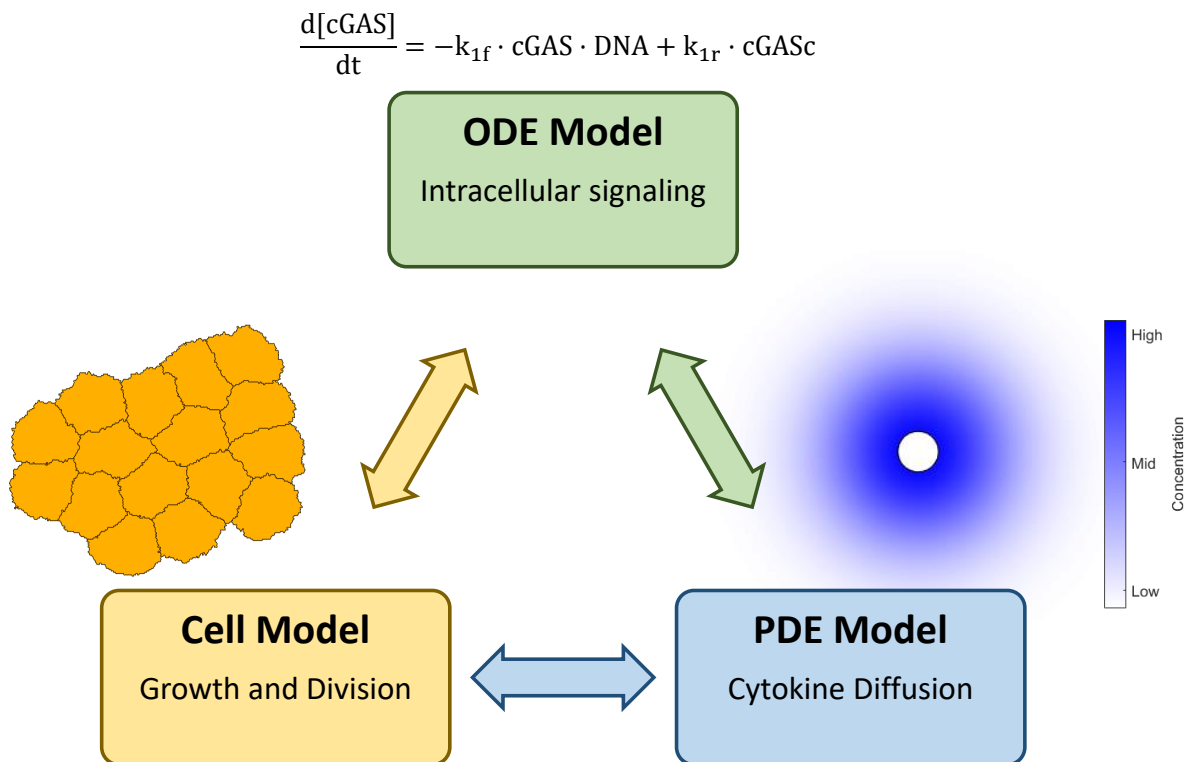 d[cGAS]
dt
= −k1f · cGAS · DNA + k1r · cGASc
ODE Model
Intracellular signaling
High
Mid
Low
Concentration
Cell Model
Growth and Division
PDE Model
Cytokine Diffusion